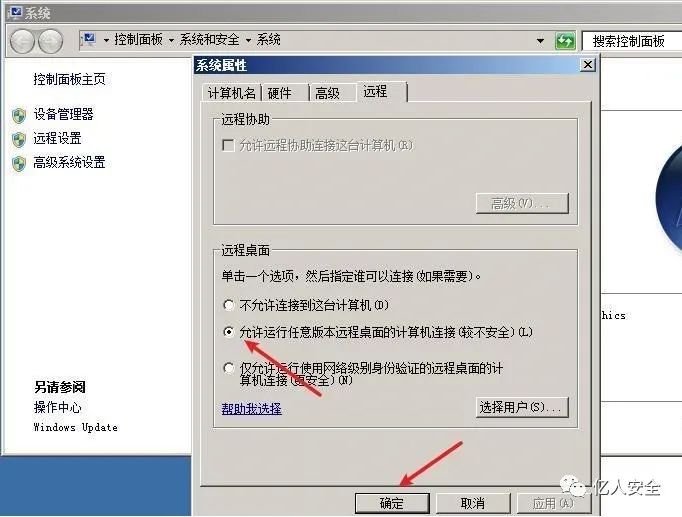 系统
控制面板 系统和安全 系统
搜索控制面板
控制面板主页
设备管理器
远程设置
高级系统设置
另请参阅
操作中心
Windows Update
系统属性
计算机名 硬件 高级 远程
远程协助
允许远程协助连接这台计算机(R)
高级(V)...
远程桌面
单击一个选项，然后指定谁可以连接(如果需要)。
不允许连接到这台计算机(D)
允许运行任意版本远程桌面的计算机连接(较不安全)(L)
仅允许运行使用网络级别身份验证的远程桌面的计
算机连接(更安全)(N)
帮助我选择
选择用户(S)...
确定 取消 应用(A)
hics
亿人安全